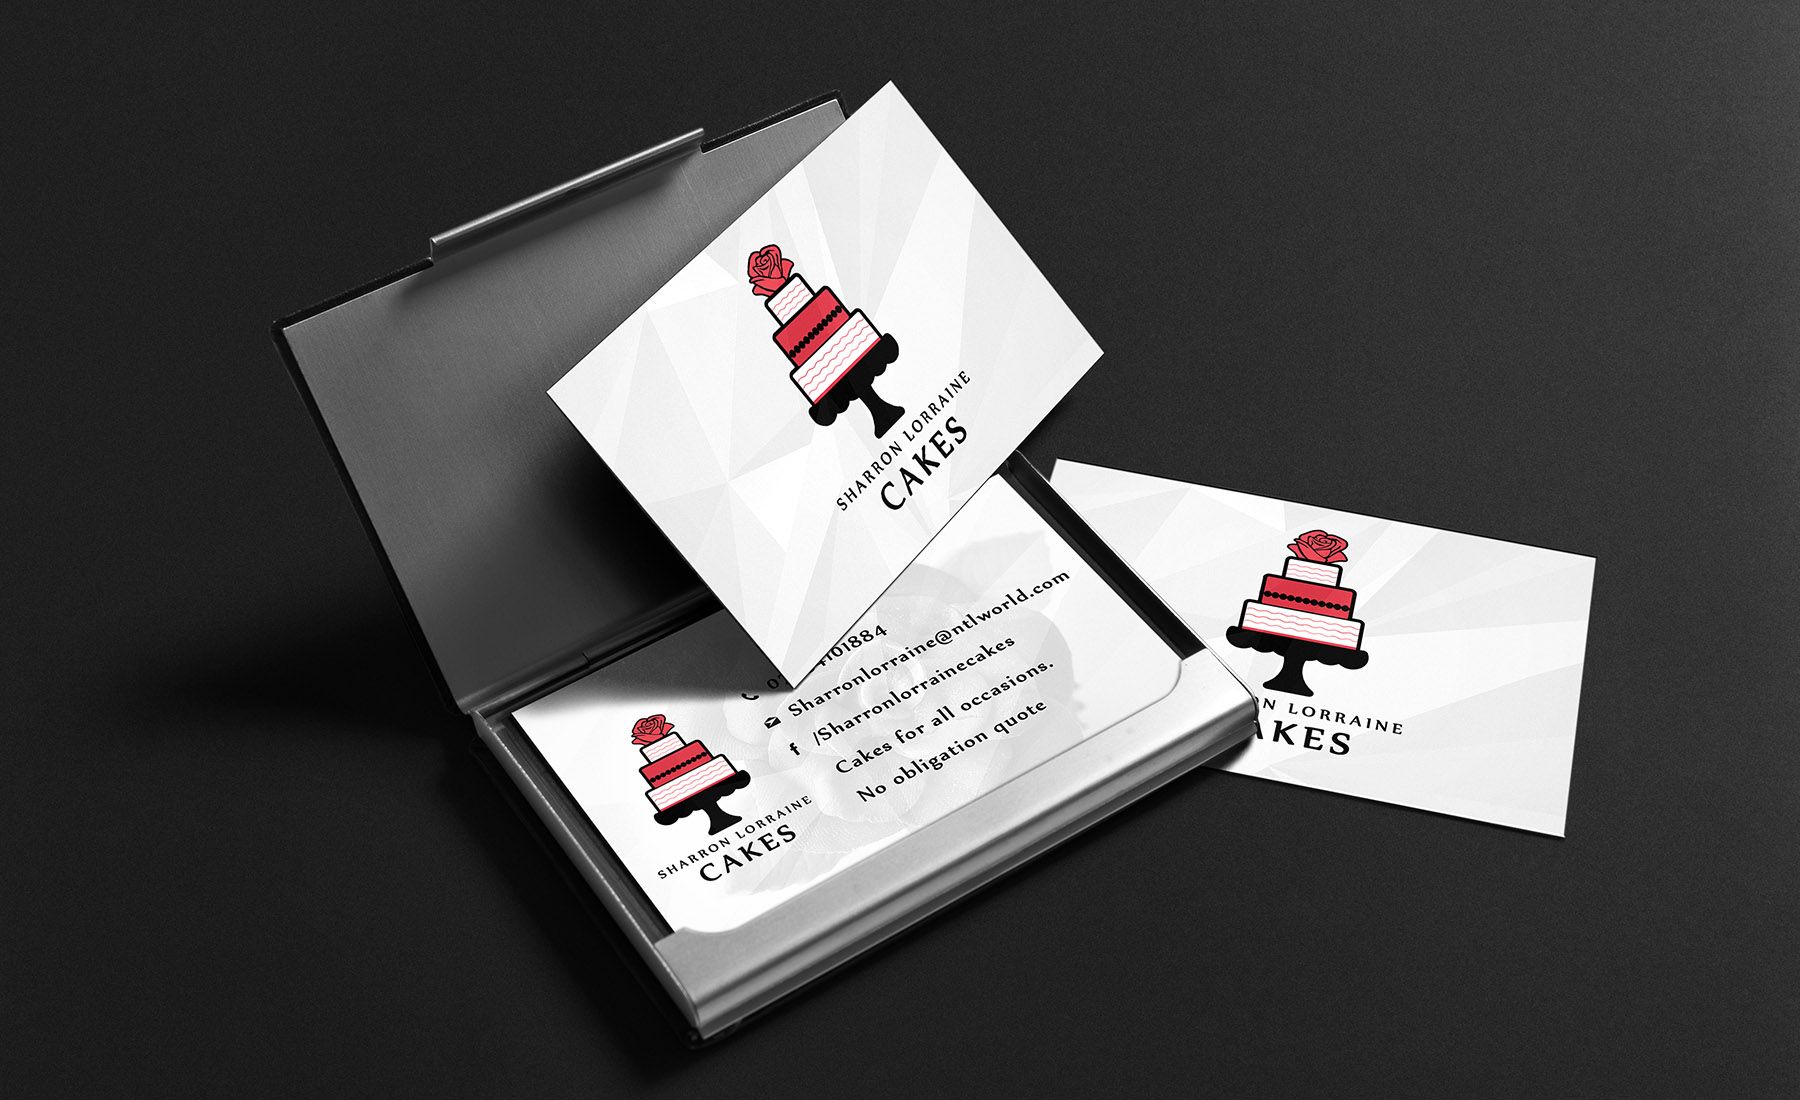 SHARRON LORRAINE
CAKES
101884
Sharronlorraine@ntlworld.com
/Sharronlorrainecakes
Cakes for all occasions.
No obligation quote
SHARRON LORRAINE
CAKES
LORRAINE
AKES